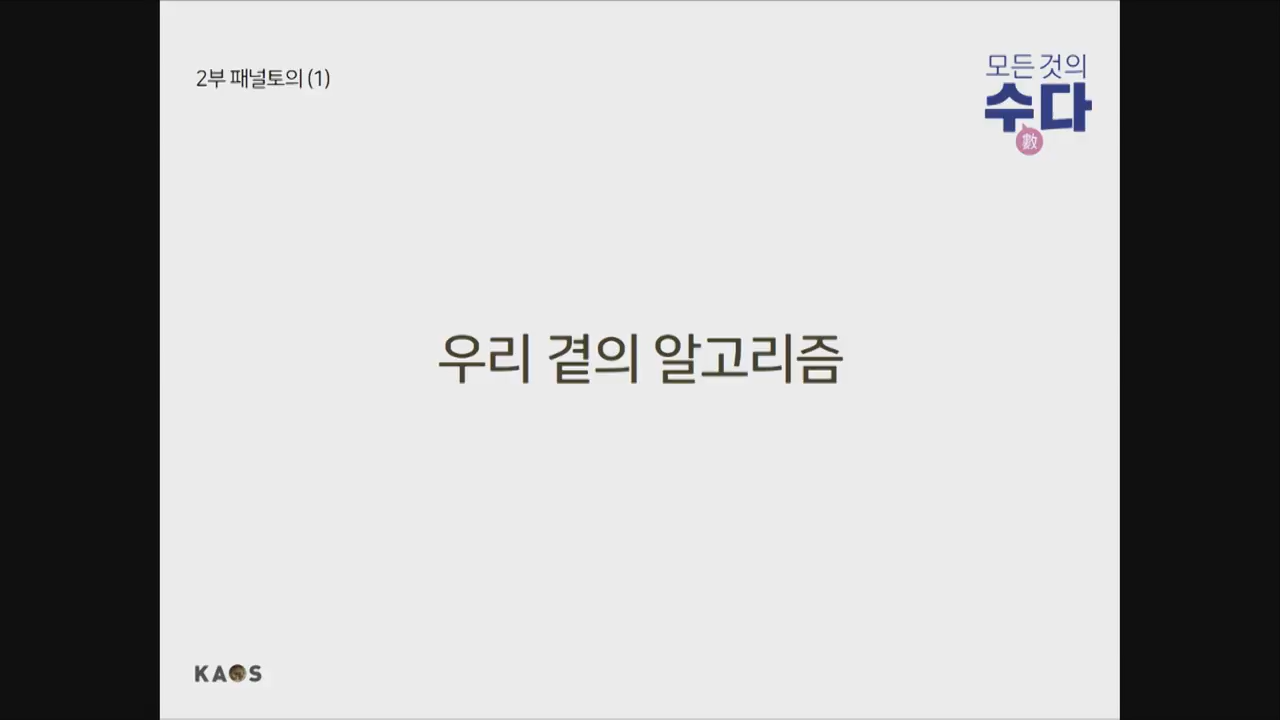 2부 패널토의 (1)
모든 것의
수다
數
우리 곁의 알고리즘
KAOS